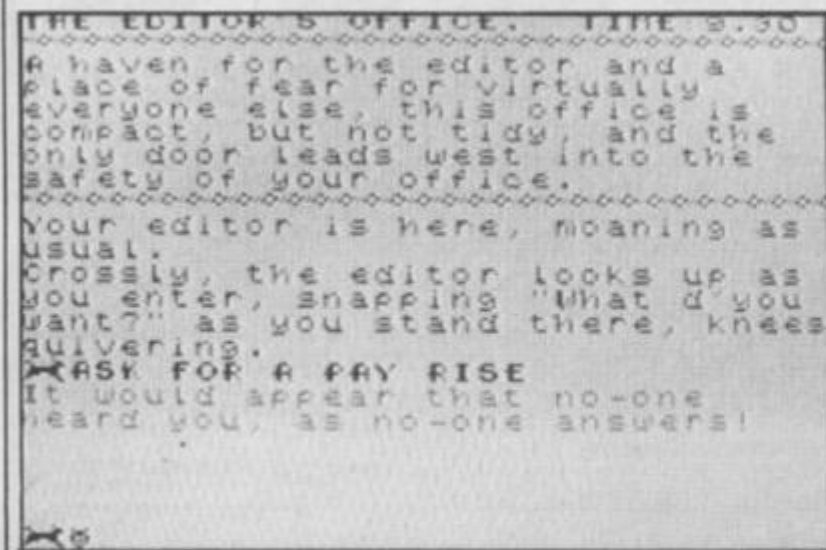 THE EDITOR'S OFFICE. TIME 9.30
A haven for the editor and a
place of fear for virtually
everyone else, this office is
compact, but not tidy, and the
only door leads west into the
safety of your office.
Your editor is here, moaning as
usual.
Crossly, the editor looks up as
you enter, snapping "What d'you
want?" as you stand there, knees
quivering.
ASK FOR A PAY RISE
It would appear that no-one
heard you, as no-one answers!